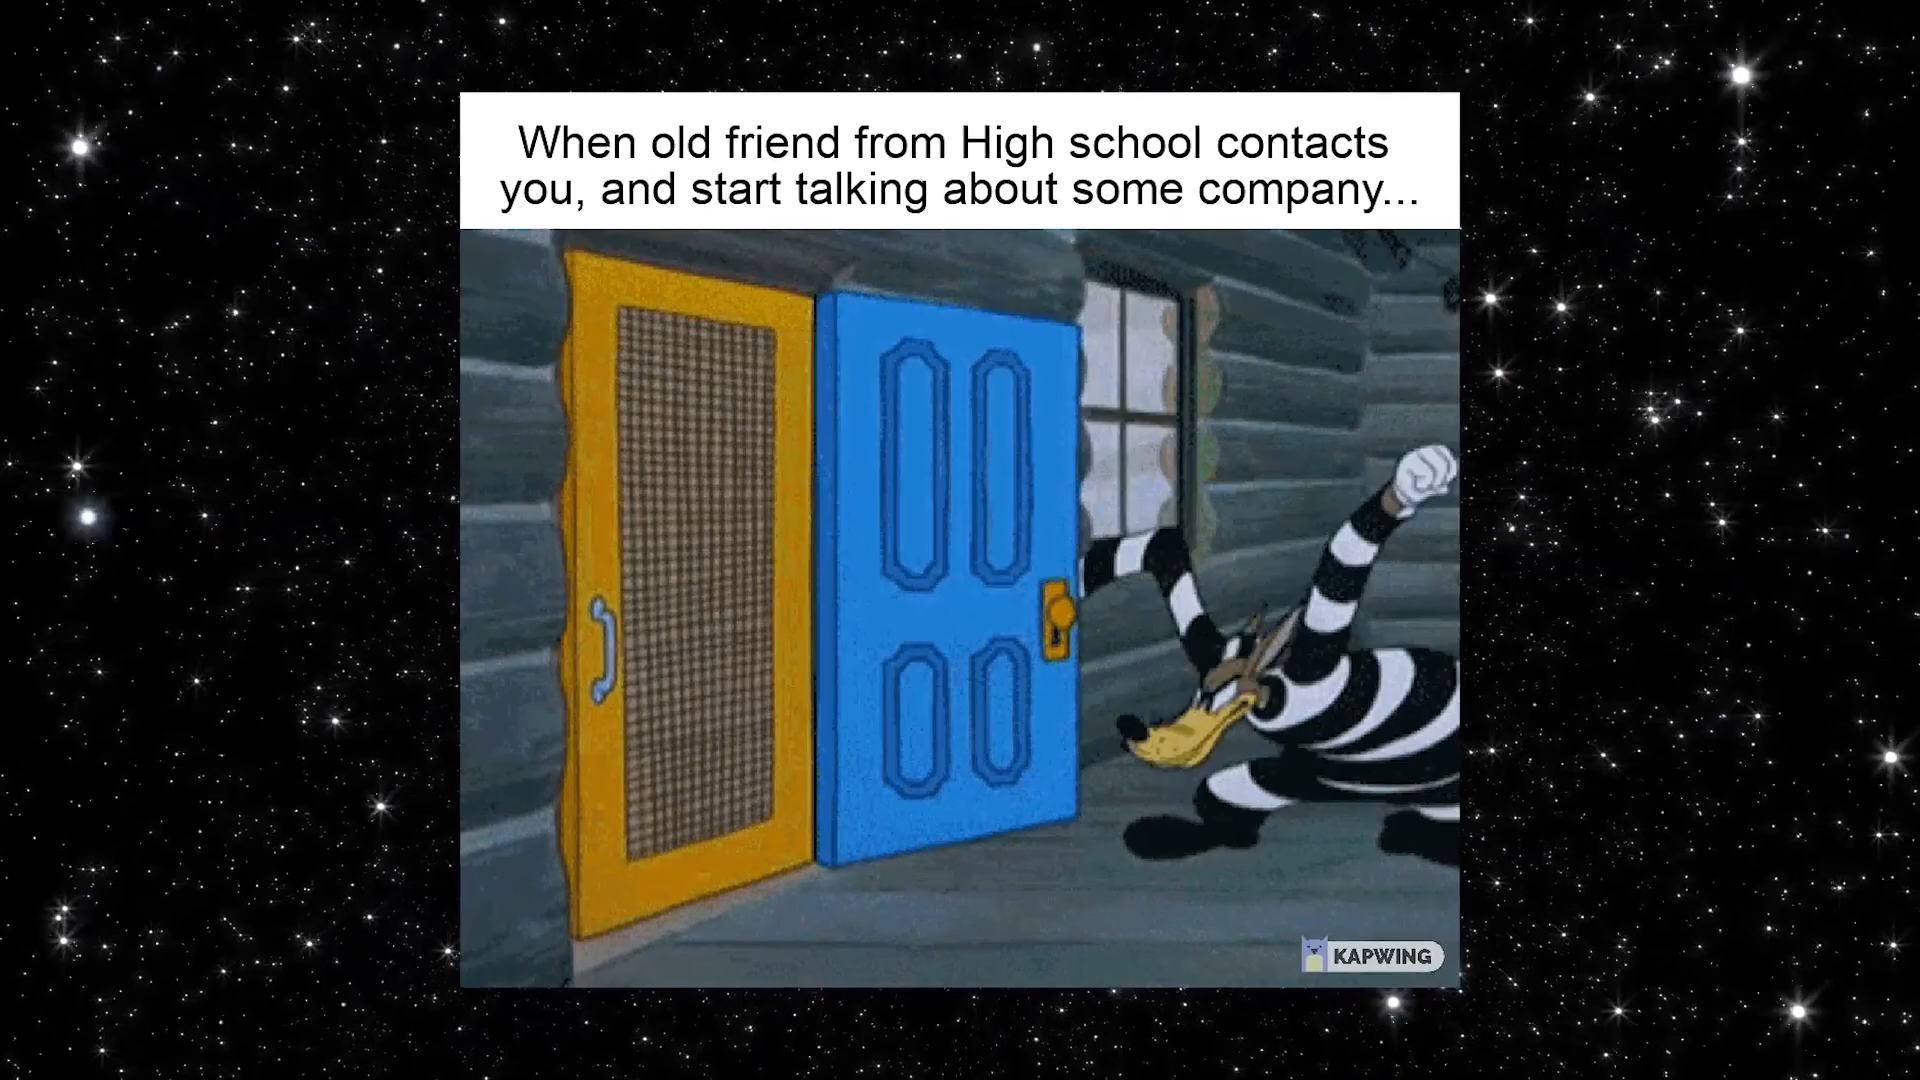 When old friend from High school contacts
you, and start talking about some company...
KAPWING